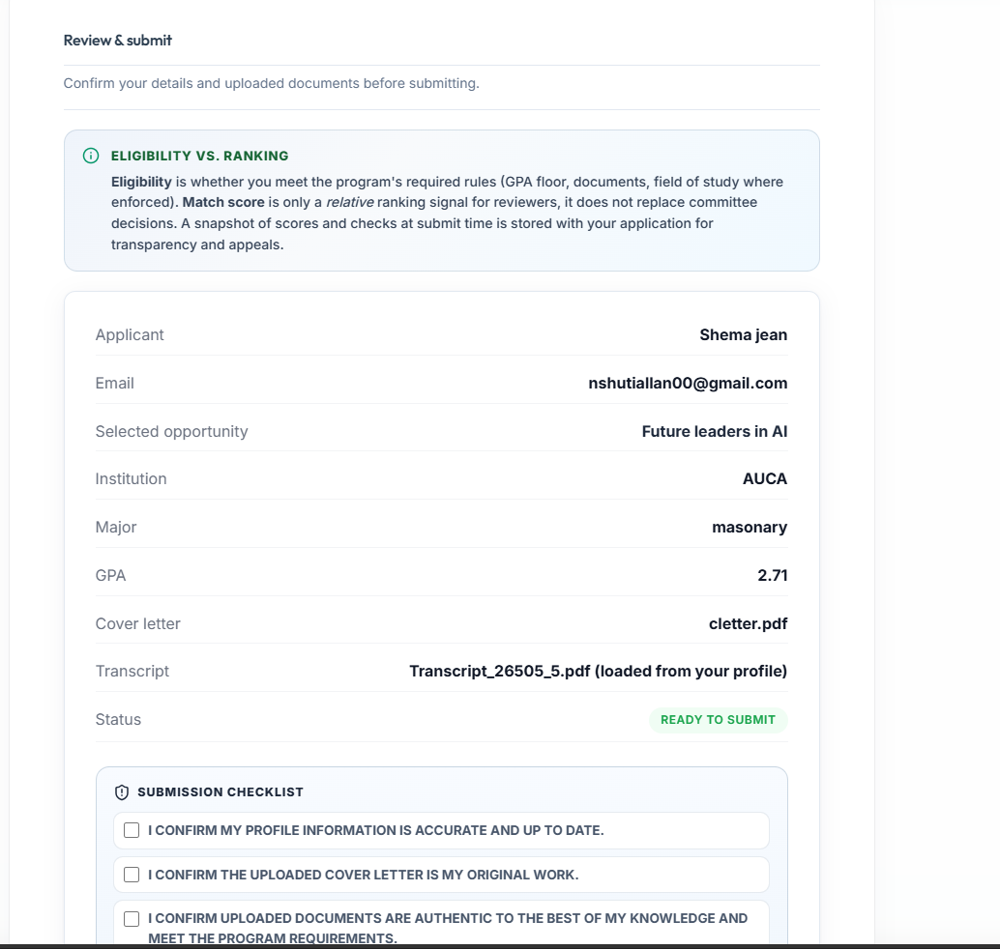 Review & submit
Confirm your details and uploaded documents before submitting.
ELIGIBILITY VS. RANKING
Eligibility is whether you meet the program's required rules (GPA floor, documents, field of study where
enforced). Match score is only a relative ranking signal for reviewers, it does not replace committee
decisions. A snapshot of scores and checks at submit time is stored with your application for
transparency and appeals.
Applicant Shema jean
Email nshutiallan00@gmail.com
Selected opportunity Future leaders in AI
Institution AUCA
Major masonary
GPA 2.71
Cover letter cletter.pdf
Transcript Transcript_26505_5.pdf (loaded from your profile)
Status READY TO SUBMIT
SUBMISSION CHECKLIST
I CONFIRM MY PROFILE INFORMATION IS ACCURATE AND UP TO DATE.
I CONFIRM THE UPLOADED COVER LETTER IS MY ORIGINAL WORK.
I CONFIRM UPLOADED DOCUMENTS ARE AUTHENTIC TO THE BEST OF MY KNOWLEDGE AND
MEET THE PROGRAM REQUIREMENTS.